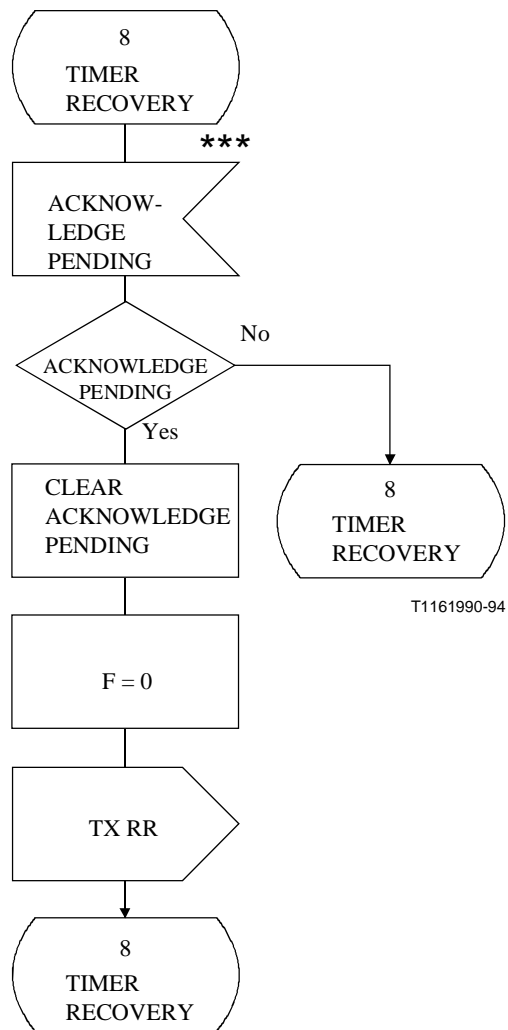 8
TIMER
RECOVERY
***
ACKNOW-
LEDGE
PENDING
No
ACKNOWLEDGE
PENDING
Yes
CLEAR
ACKNOWLEDGE
PENDING
8
TIMER
RECOVERY
T1161990-94
F = 0
TX RR
8
TIMER
RECOVERY